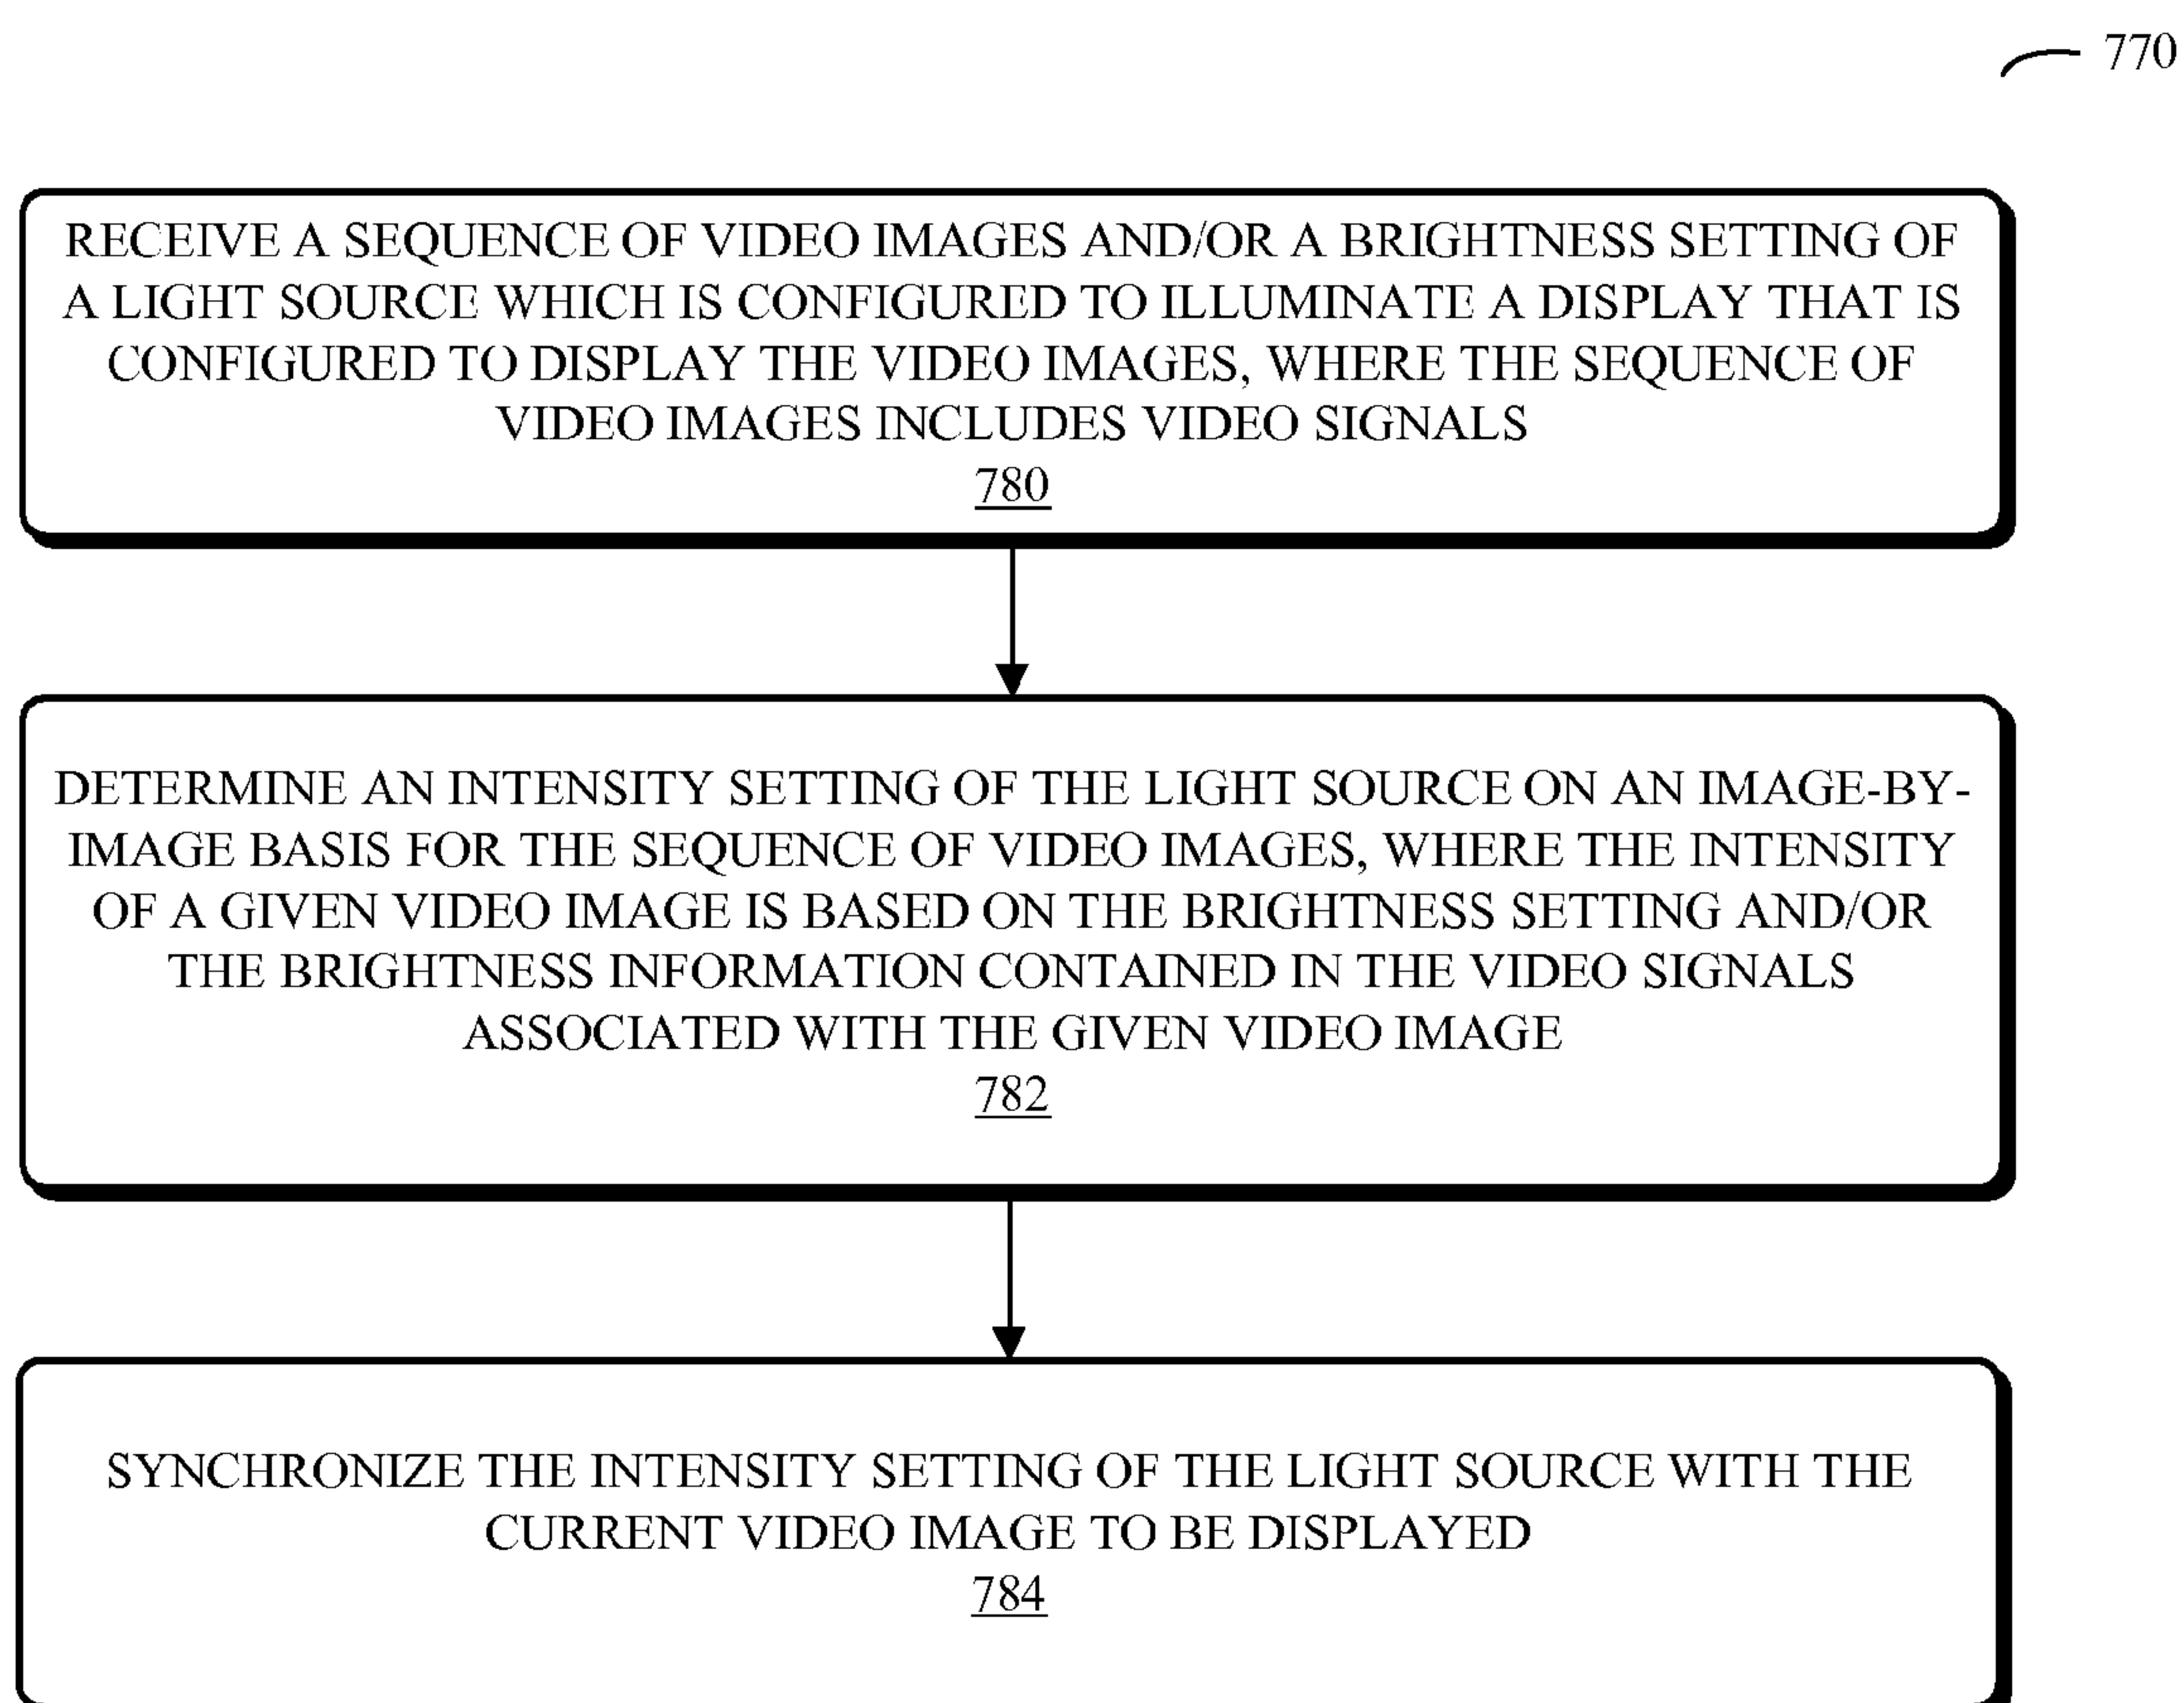 770
RECEIVE A SEQUENCE OF VIDEO IMAGES AND/OR A BRIGHTNESS SETTING OF
A LIGHT SOURCE WHICH IS CONFIGURED TO ILLUMINATE A DISPLAY THAT IS
CONFIGURED TO DISPLAY THE VIDEO IMAGES, WHERE THE SEQUENCE OF
VIDEO IMAGES INCLUDES VIDEO SIGNALS
780
DETERMINE AN INTENSITY SETTING OF THE LIGHT SOURCE ON AN IMAGE-BY-
IMAGE BASIS FOR THE SEQUENCE OF VIDEO IMAGES, WHERE THE INTENSITY
OF A GIVEN VIDEO IMAGE IS BASED ON THE BRIGHTNESS SETTING AND/OR
THE BRIGHTNESS INFORMATION CONTAINED IN THE VIDEO SIGNALS
ASSOCIATED WITH THE GIVEN VIDEO IMAGE
782
SYNCHRONIZE THE INTENSITY SETTING OF THE LIGHT SOURCE WITH THE
CURRENT VIDEO IMAGE TO BE DISPLAYED
784